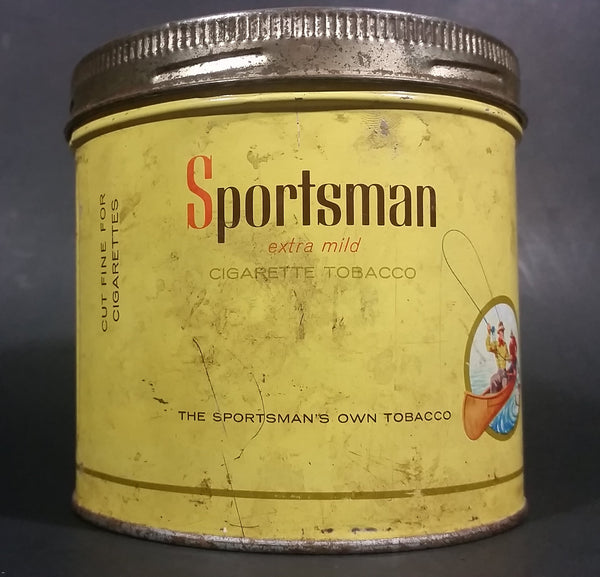 Sportsman
extra mild
CIGARETTE TOBACCO
CUT FINE FOR
CIGARETTES
THE SPORTSMAN'S OWN TOBACCO